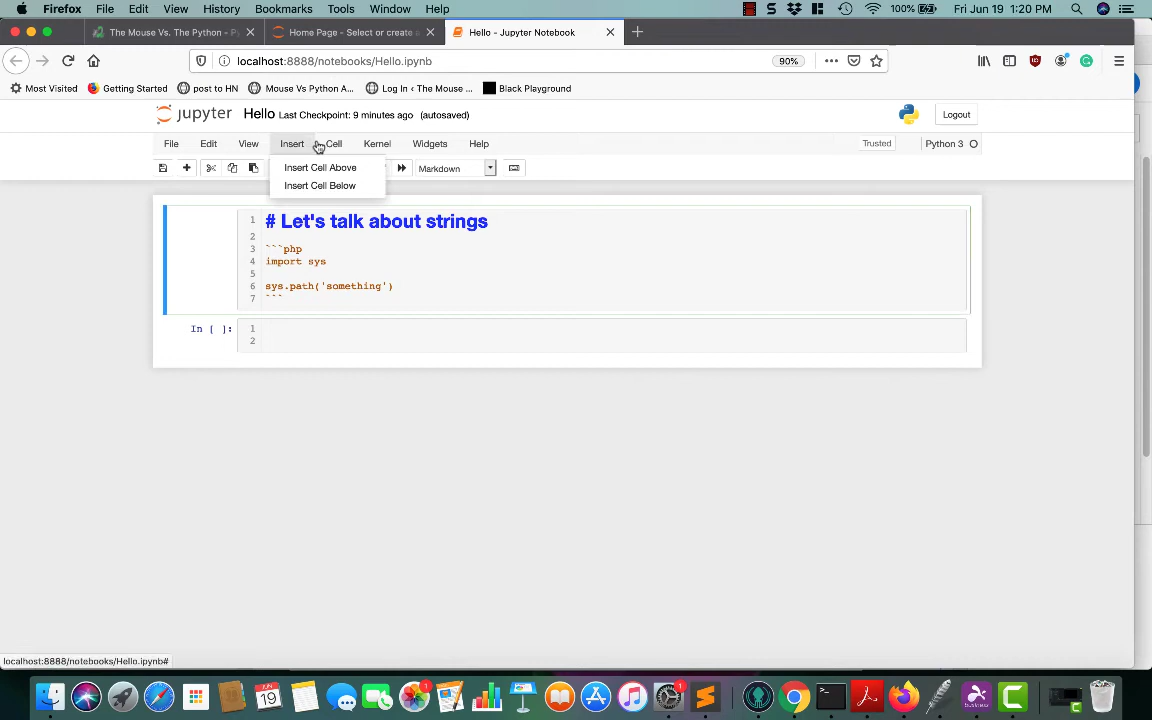 Firefox File Edit View History Bookmarks Tools Window Help 100% Fri Jun 19 1:20 PM
The Mouse Vs. The Python - P
Home Page - Select or create
Hello - Jupyter Notebook
localhost:8888/notebooks/Hello.ipynb 90%
Most Visited Getting Started post to HN Mouse Vs Python A... Log In ‹ The Mouse ... Black Playground
jupyter Hello Last Checkpoint: 9 minutes ago (autosaved) Logout
File Edit View Insert Cell Kernel Widgets Help Trusted Python 3
Markdown
Insert Cell Above
Insert Cell Below
1 # Let's talk about strings
2
3 ```php
4 import sys
5
6 sys.path('something')
7 ```
In [ ]: 1
2
localhost:8888/notebooks/Hello.ipynb#
JUN
19
1
1
business